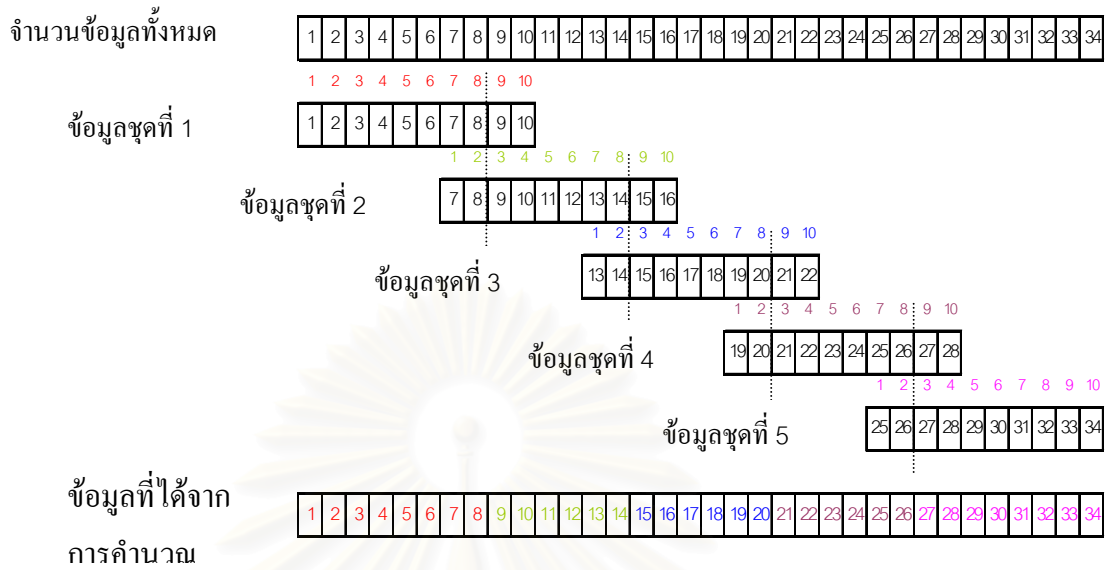 จำนวนข้อมูลทั้งหมด 1 2 3 4 5 6 7 8 9 10 11 12 13 14 15 16 17 18 19 20 21 22 23 24 25 26 27 28 29 30 31 32 33 34
1 2 3 4 5 6 7 8 9 10
ข้อมูลชุดที่ 1 1 2 3 4 5 6 7 8 9 10
1 2 3 4 5 6 7 8 9 10
ข้อมูลชุดที่ 2 7 8 9 10 11 12 13 14 15 16
1 2 3 4 5 6 7 8 9 10
ข้อมูลชุดที่ 3 13 14 15 16 17 18 19 20 21 22
1 2 3 4 5 6 7 8 9 10
ข้อมูลชุดที่ 4 19 20 21 22 23 24 25 26 27 28
1 2 3 4 5 6 7 8 9 10
ข้อมูลชุดที่ 5 25 26 27 28 29 30 31 32 33 34
ข้อมูลที่ได้จาก
1 2 3 4 5 6 7 8 9 10 11 12 13 14 15 16 17 18 19 20 21 22 23 24 25 26 27 28 29 30 31 32 33 34
การคำนวณ